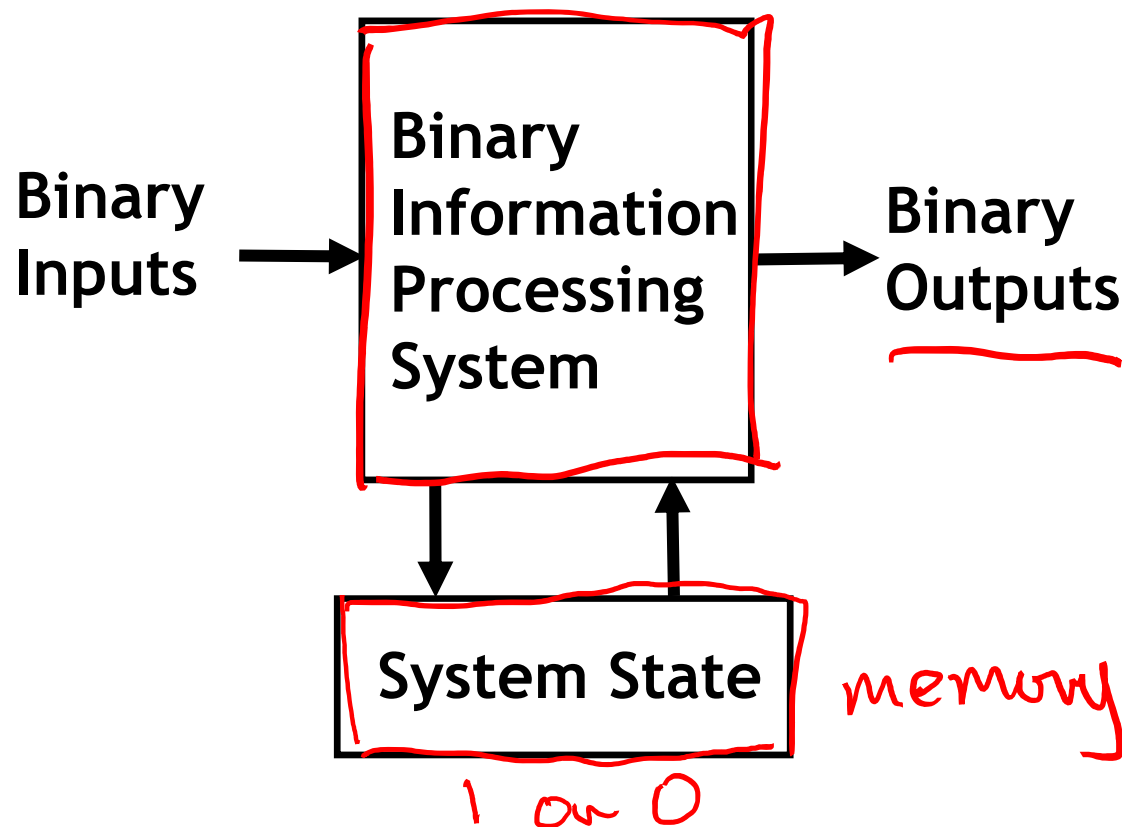 Binary
Inputs
Binary
Information
Processing
System
Binary
Outputs
System State
memory
1 or 0